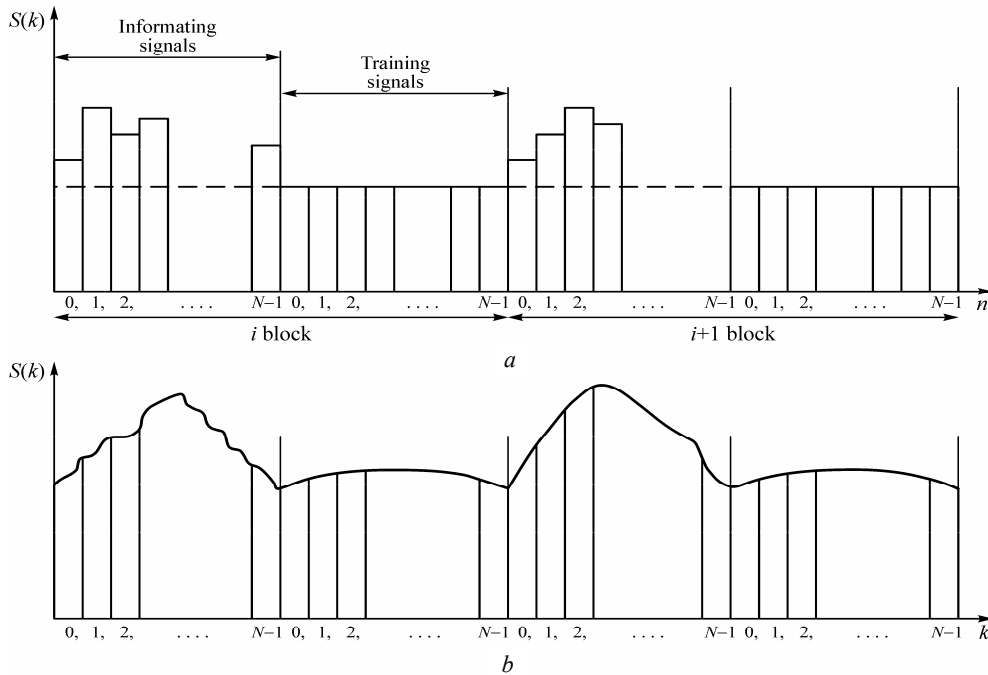 S(k)
Informating
signals
Training
signals
0, 1, 2, . . . . N−1 0, 1, 2, . . . . N−1 0, 1, 2, . . . . N−1 0, 1, 2, . . . . N−1 n
i block i+1 block
a
S(k)
0, 1, 2, . . . . N−1 0, 1, 2, . . . . N−1 0, 1, 2, . . . . N−1 0, 1, 2, . . . . N−1 k
b